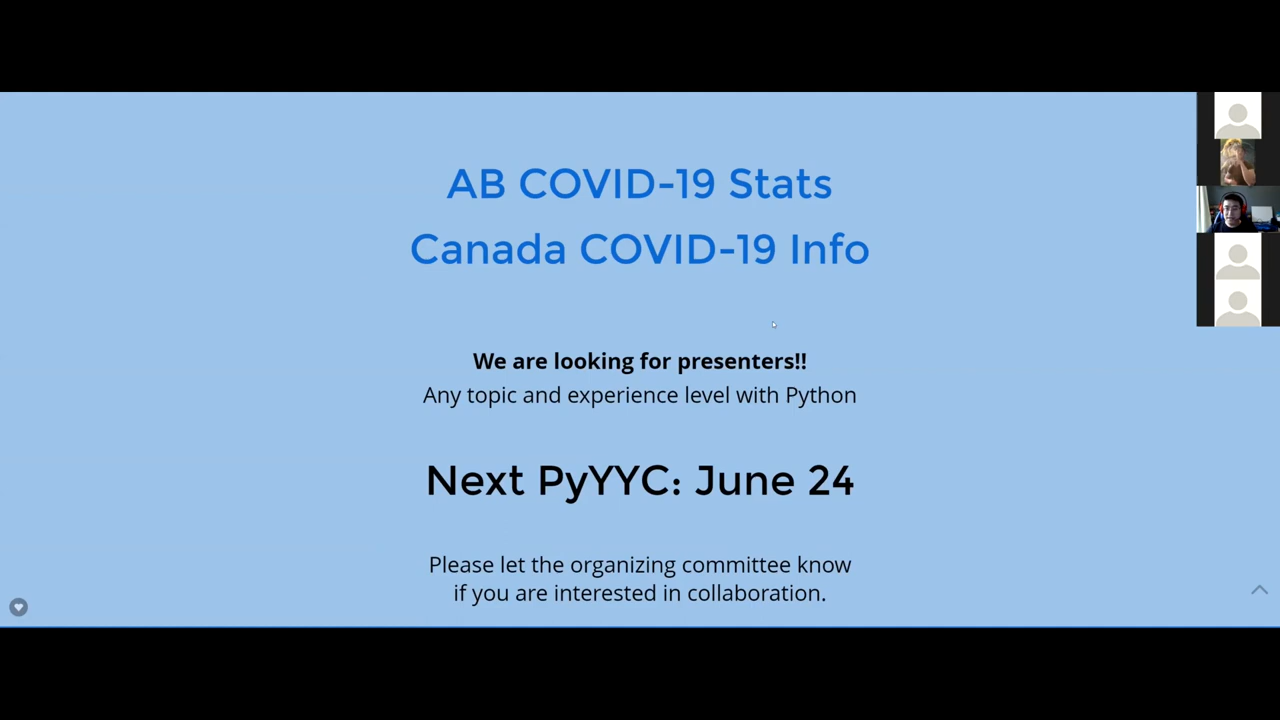 AB COVID-19 Stats
Canada COVID-19 Info
We are looking for presenters!!
Any topic and experience level with Python
Next PyYYC: June 24
Please let the organizing committee know
if you are interested in collaboration.